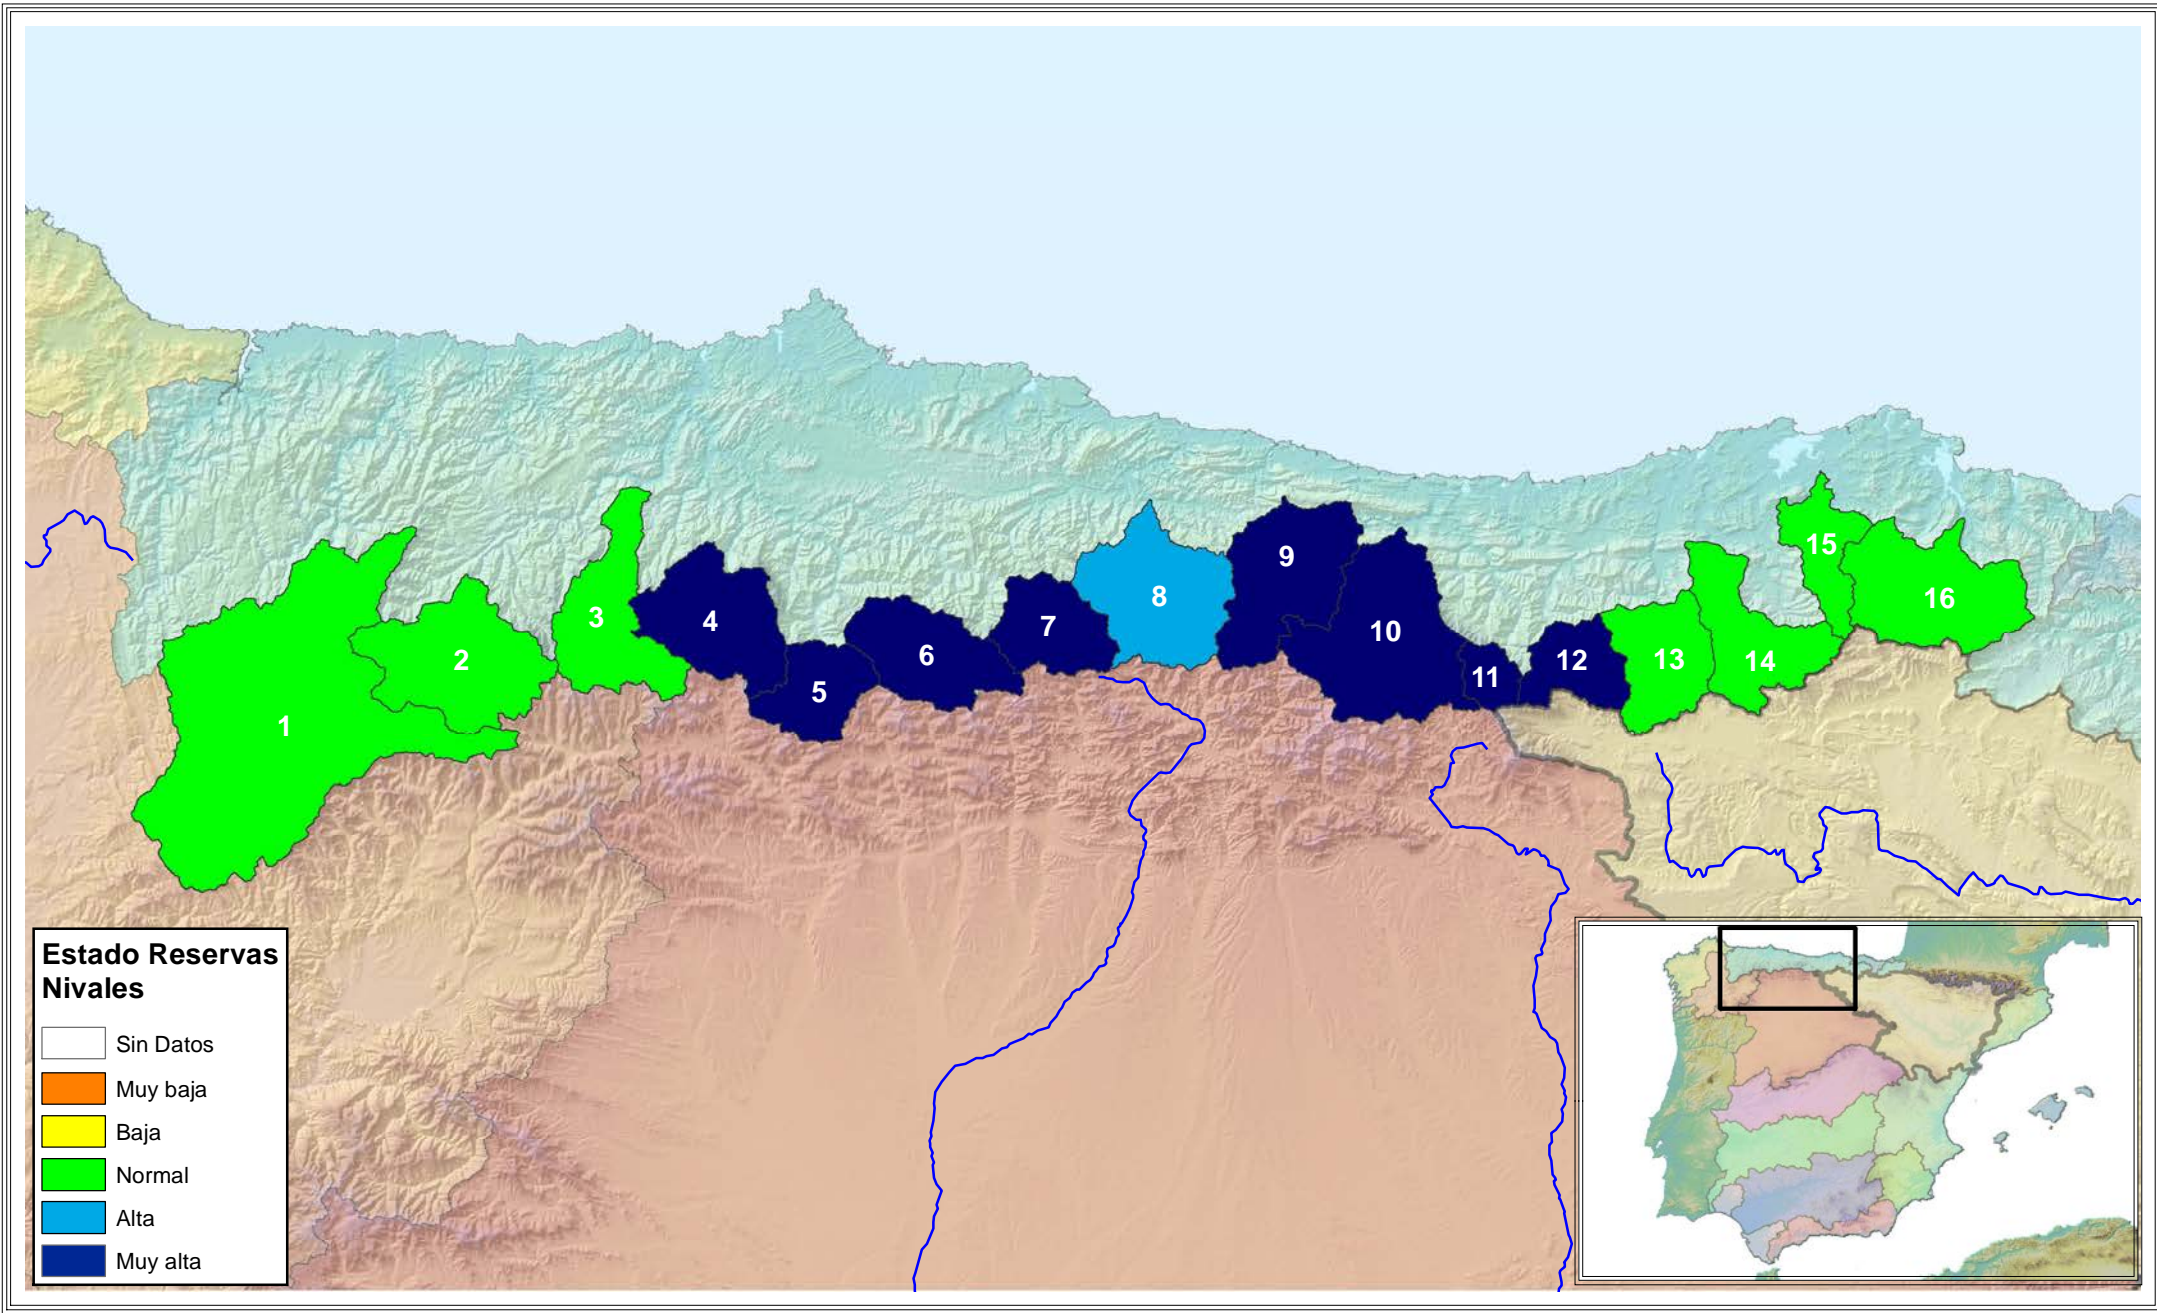 1
2
3
4
5
6
7
8
9
10
11
12
13
14
15
16
Estado Reservas
Nivales
Sin Datos
Muy baja
Baja
Normal
Alta
Muy alta